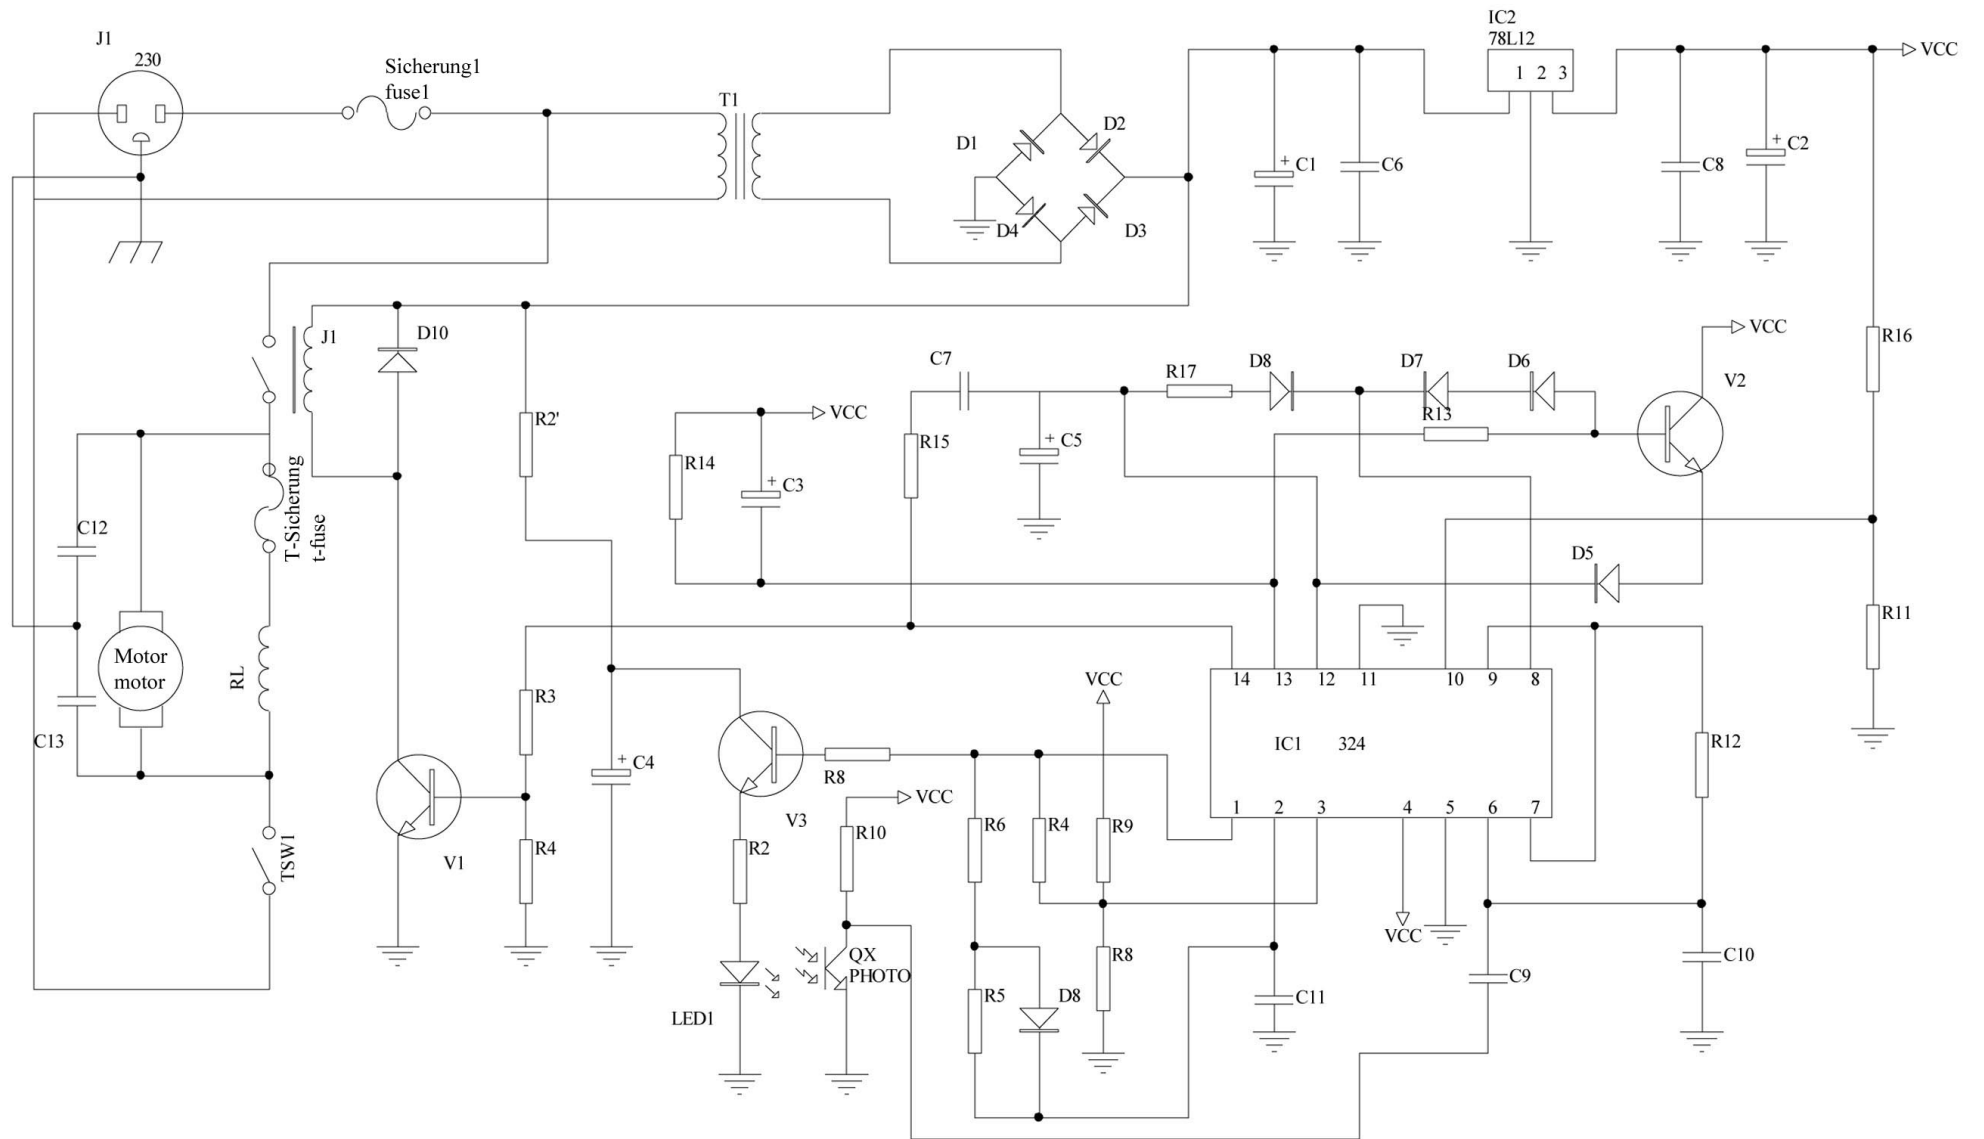 J1
230
Sicherung1
fuse1
T1
D1
D2
D4
D3
C1
+
C6
IC2
78L12
1 2 3
C8
+
C2
VCC
J1
D10
R2'
R14
+
C3
VCC
C7
R15
+
C5
R17
D8
D7
D6
R13
VCC
V2
R16
D5
R11
C12
T-Sicherung
t-fuse
Motor
motor
RL
C13
TSW1
V1
R3
R4
+
C4
V3
R8
R2
LED1
VCC
R10
QX
PHOTO
R6
R4
VCC
R9
R5
D8
R8
C11
14 13 12 11 10 9 8
IC1 324
1 2 3 4 5 6 7
VCC
R12
C9
C10